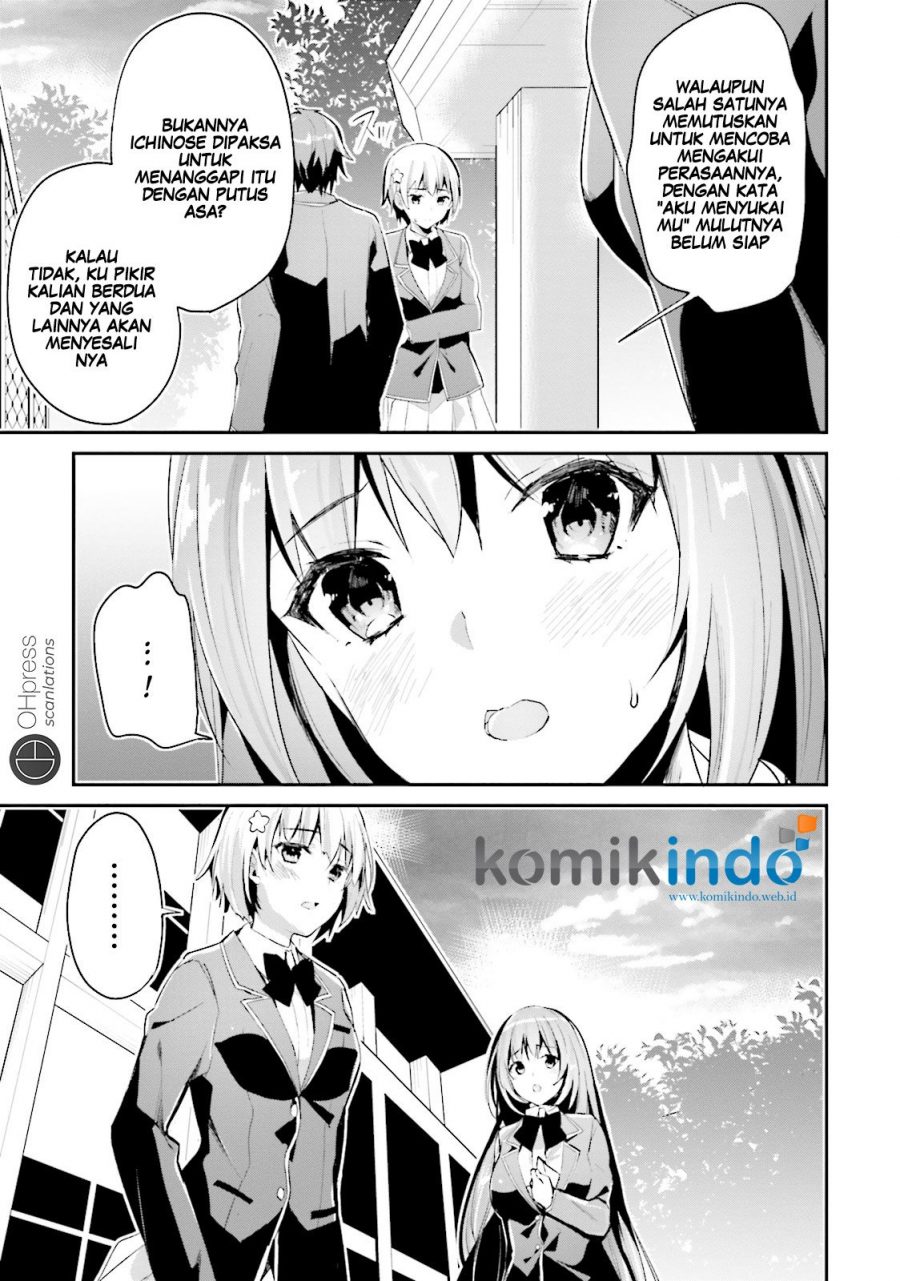 WALAUPUN
SALAH SATUNYA
MEMUTUSKAN
UNTUK MENCOBA
MENGAKUI
PERASAANNYA,
DENGAN KATA
"AKU MENYUKAI
MU" MULUTNYA
BELUM SIAP
BUKANNYA
ICHINOSE DIPAKSA
UNTUK
MENANGGAPI ITU
DENGAN PUTUS
ASA?
KALAU
TIDAK, KU PIKIR
KALIAN BERDUA
DAN YANG
LAINNYA AKAN
MENYESALI
NYA
...!
OHpress
scanlations
.........
komikindo
www.komikindo.web.id